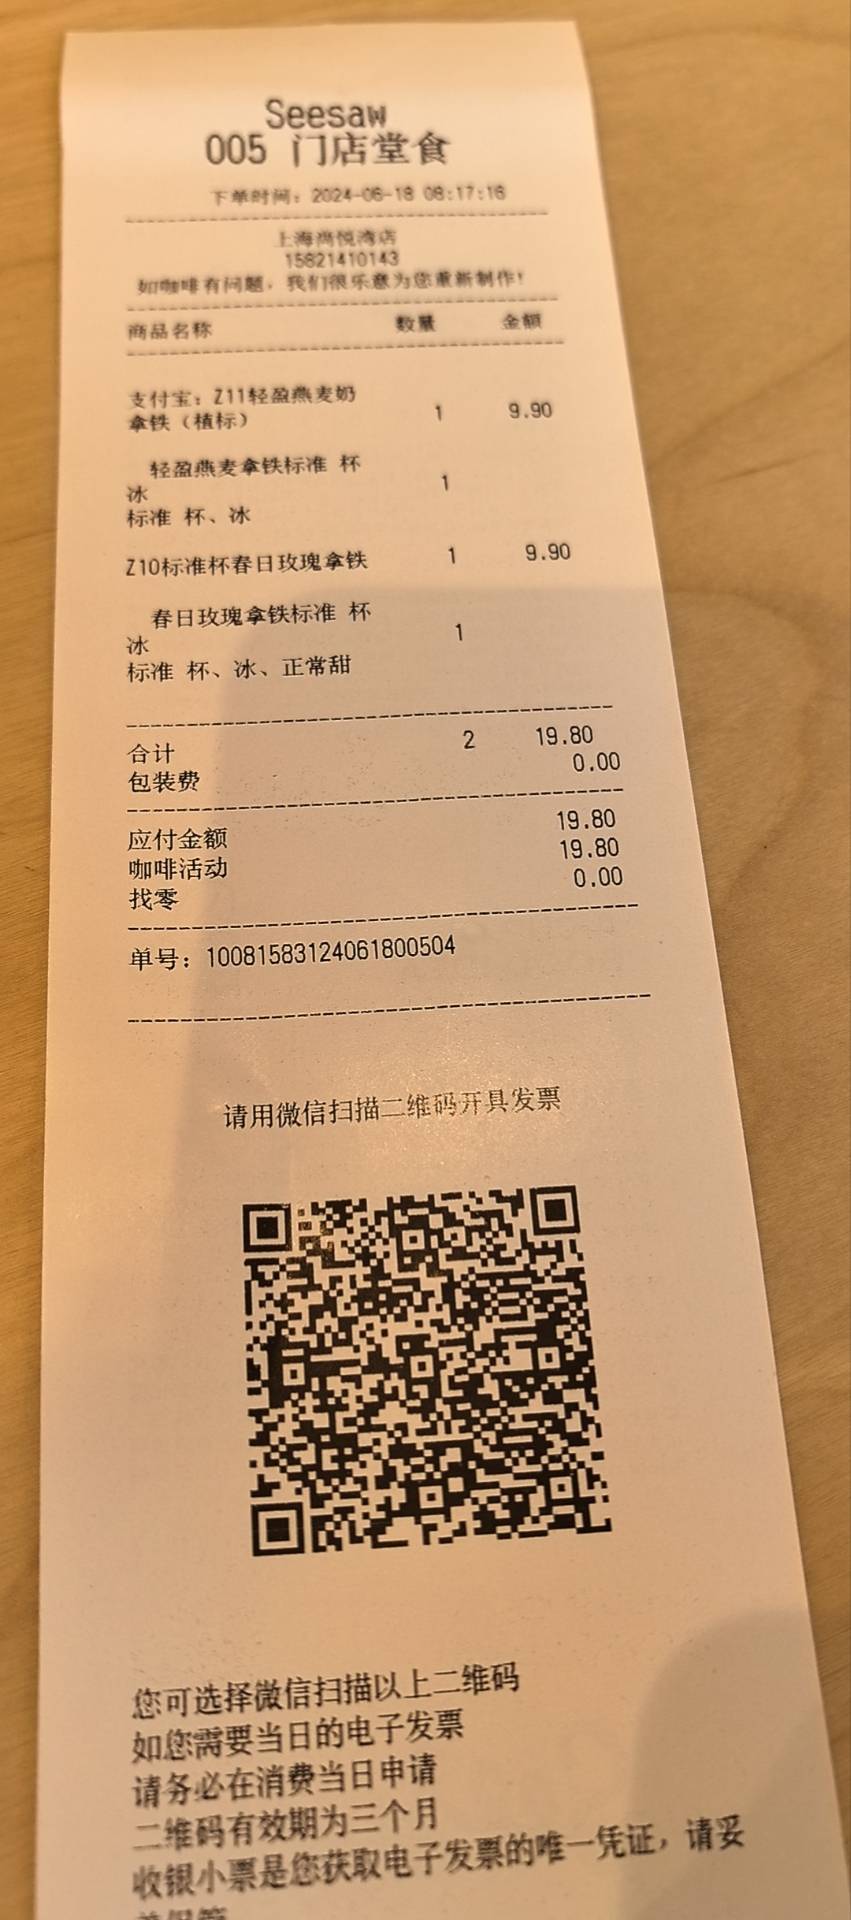 Seesaw
005 门店堂食
下单时间：2024-06-18 08:17:16
上海尚悦湾店
15821410143
如咖啡有问题，我们很乐意为您重新制作！
商品名称 数量 金额
支付宝：Z11轻盈燕麦奶 1 9.90
拿铁（植标）
轻盈燕麦拿铁标准 杯 1
冰
标准 杯、冰
Z10标准杯春日玫瑰拿铁 1 9.90
春日玫瑰拿铁标准 杯 1
冰
标准 杯、冰、正常甜
合计 2 19.80
包装费 0.00
应付金额 19.80
咖啡活动 19.80
找零 0.00
单号：10081583124061800504
请用微信扫描二维码开具发票
您可选择微信扫描以上二维码
如您需要当日的电子发票
请务必在消费当日申请
二维码有效期为三个月
收银小票是您获取电子发票的唯一凭证，请妥